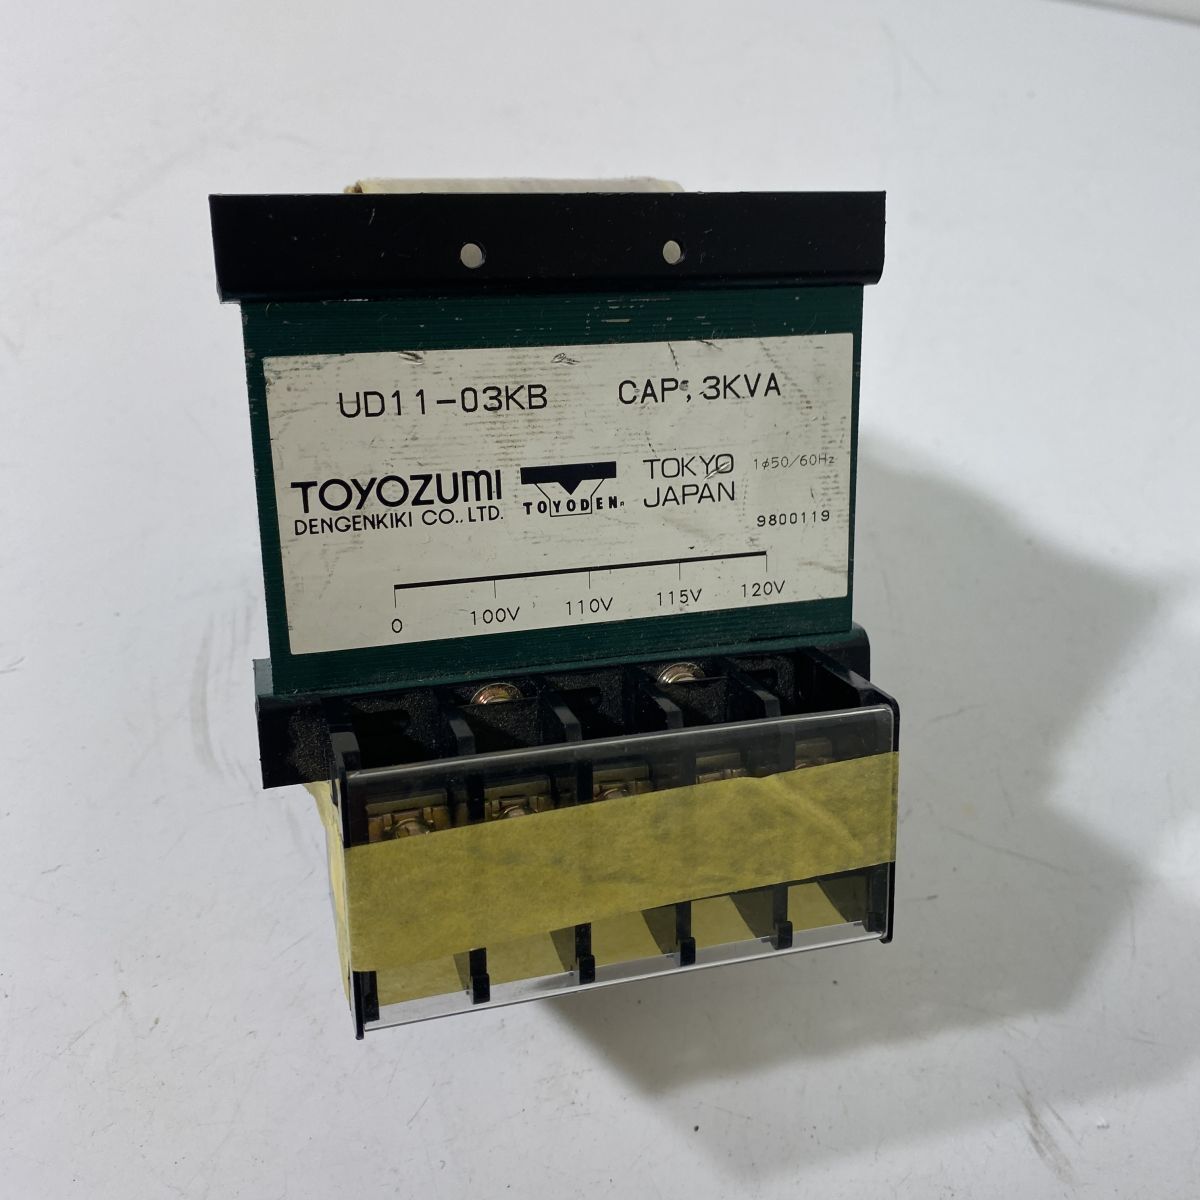 UD11-03KB CAP. 3KVA
TOYOZUMI TOYODEN TOKYO 1φ50/60Hz
DENGENKIKI CO.,LTD. JAPAN
9800119
0 100V 110V 115V 120V